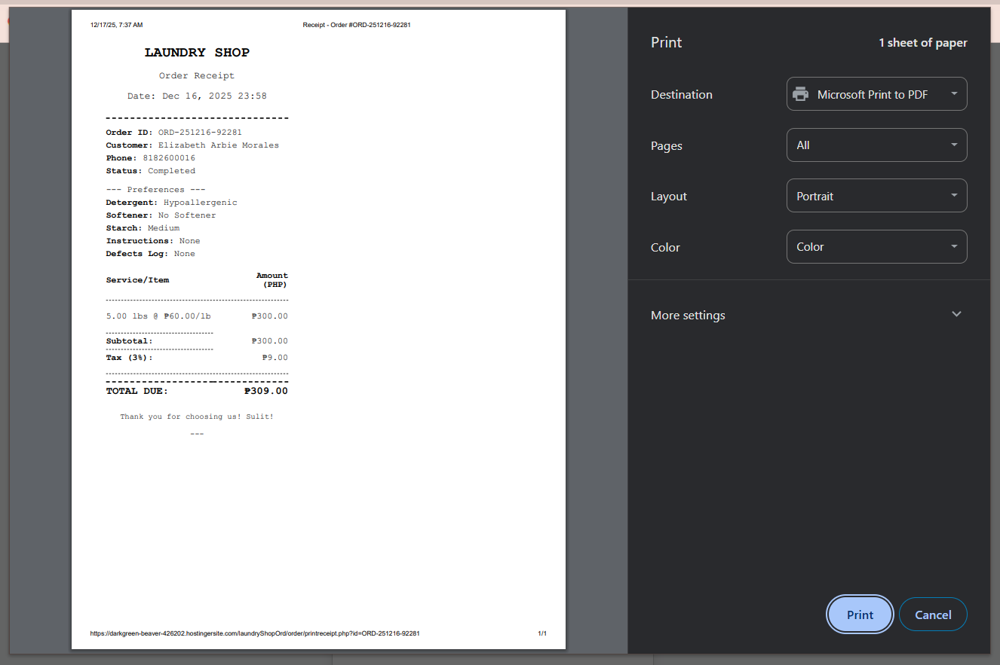 12/17/25, 7:37 AM Receipt - Order #ORD-251216-92281
LAUNDRY SHOP
Order Receipt
Date: Dec 16, 2025 23:58
Order ID: ORD-251216-92281
Customer: Elizabeth Arbie Morales
Phone: 8182600016
Status: Completed
--- Preferences ---
Detergent: Hypoallergenic
Softener: No Softener
Starch: Medium
Instructions: None
Defects Log: None
Service/Item Amount
(PHP)
5.00 lbs @ ₱60.00/lb ₱300.00
Subtotal: ₱300.00
Tax (3%): ₱9.00
TOTAL DUE: ₱309.00
Thank you for choosing us! Sulit!
---
https://darkgreen-beaver-426202.hostingersite.com/laundryShopOrd/order/printreceipt.php?id=ORD-251216-92281 1/1
Print 1 sheet of paper
Destination Microsoft Print to PDF
Pages All
Layout Portrait
Color Color
More settings
Print Cancel